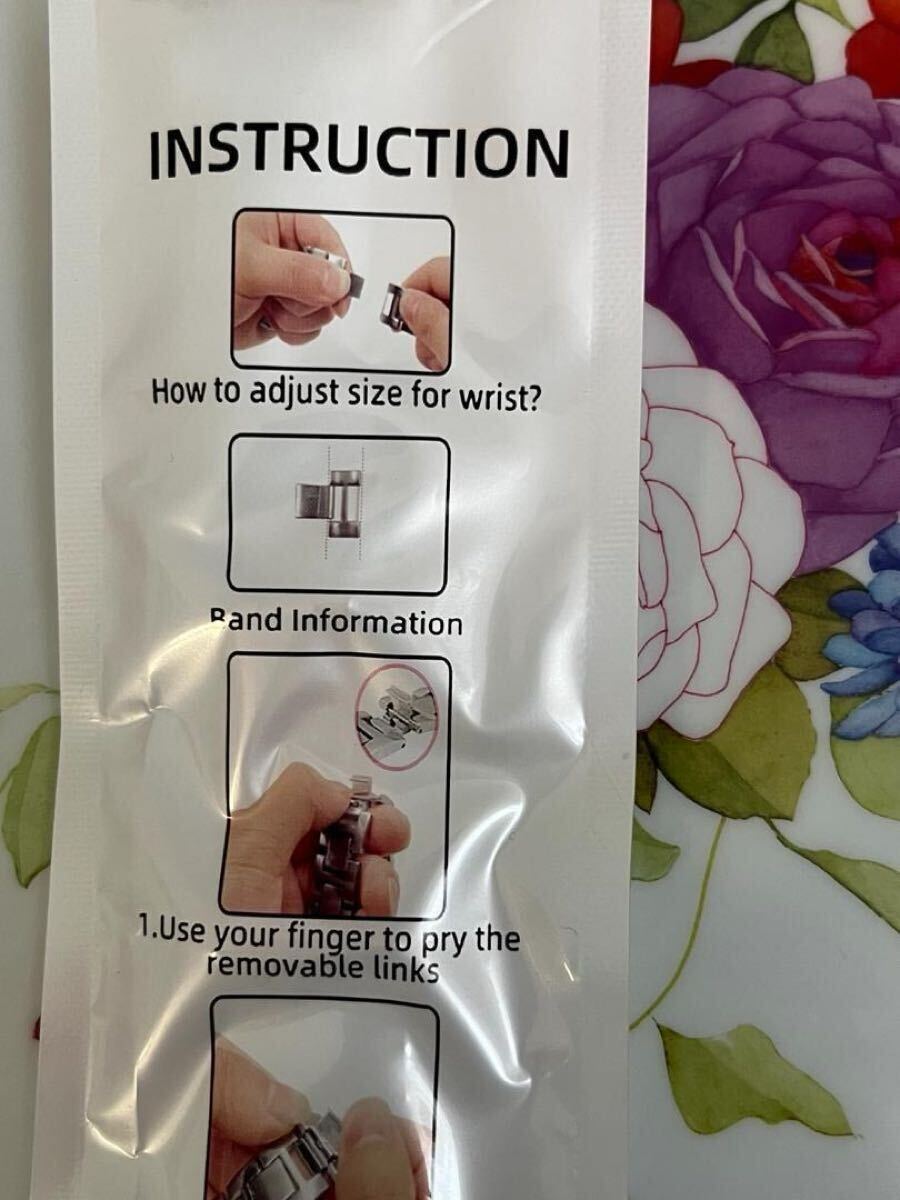 INSTRUCTION
How to adjust size for wrist?
Band Information
1.Use your finger to pry the
removable links